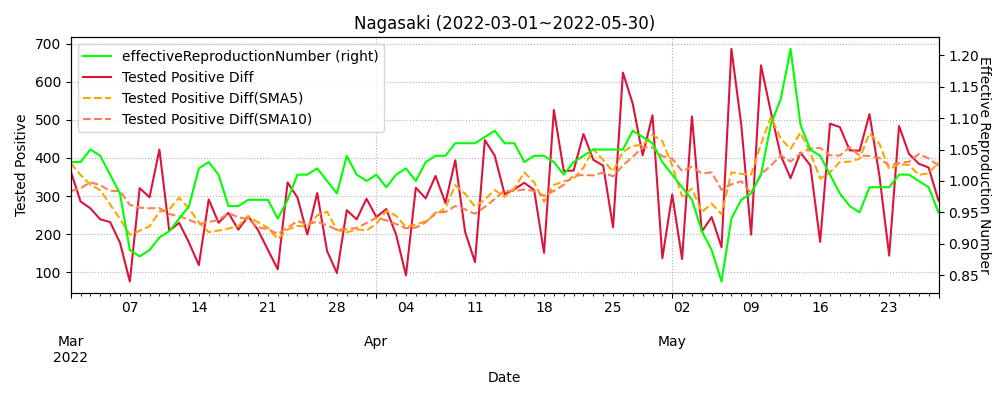 Nagasaki (2022-03-01~2022-05-30)
effectiveReproductionNumber (right)
Tested Positive Diff
Tested Positive Diff(SMA5)
Tested Positive Diff(SMA10)
Tested Positive
700
600
500
400
300
200
100
Effective Reproduction Number
1.20
1.15
1.10
1.05
1.00
0.95
0.90
0.85
07 14 21 28 04 11 18 25 02 09 16 23
Mar Apr May
2022
Date